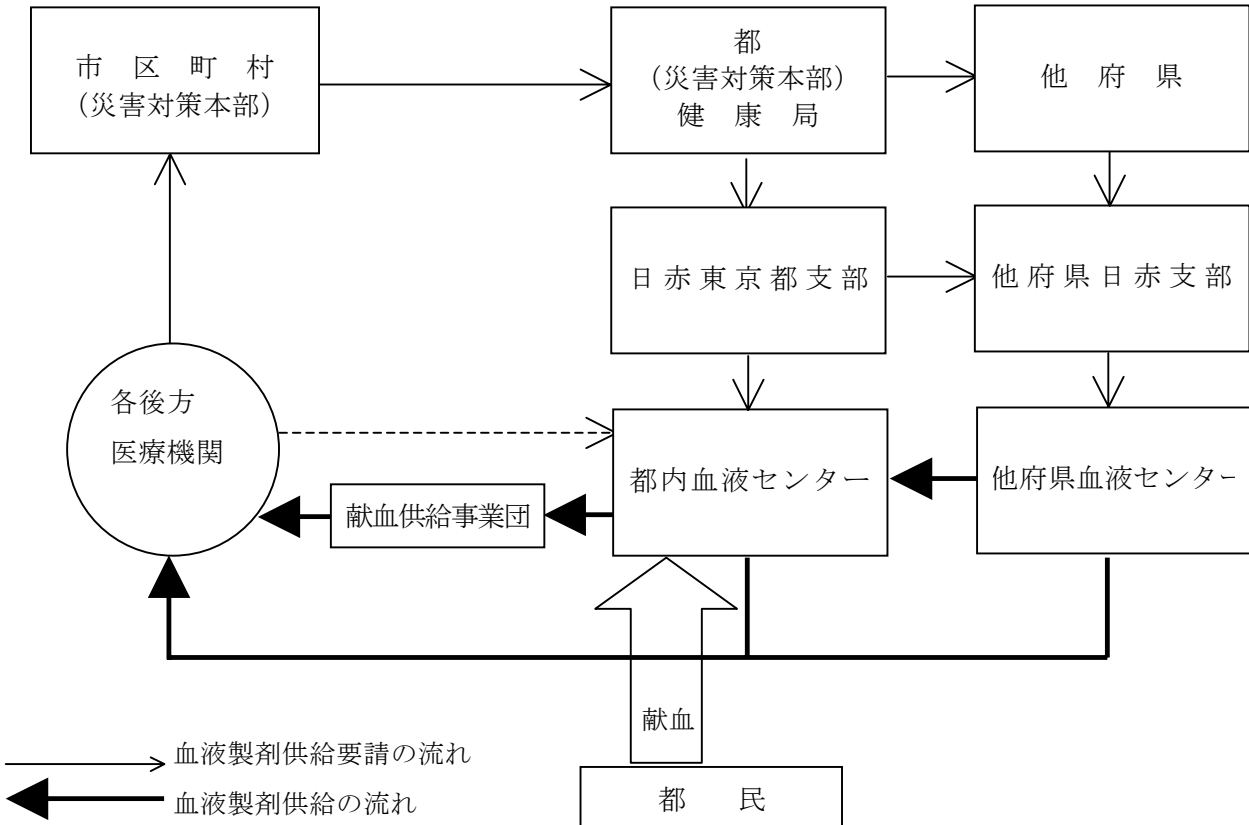 市区町村
(災害対策本部)
都
(災害対策本部)
健康局
他府県
日赤東京都支部
他府県日赤支部
各後方
医療機関
都内血液センター
他府県血液センター
献血供給事業団
献血
都民
血液製剤供給要請の流れ
血液製剤供給の流れ